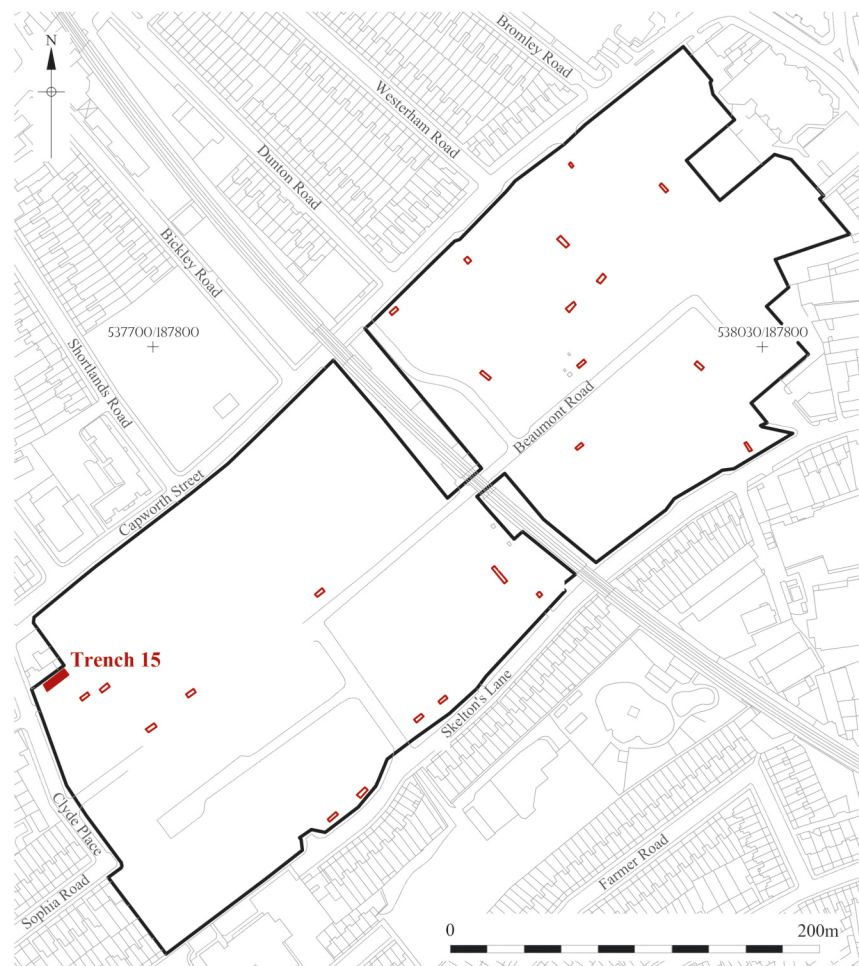 N
Bromley Road
Westerham Road
Dunton Road
Bickley Road
Shortlands Road
537700/187800
538030/187800
Beaumont Road
Capworth Street
Trench 15
Skelton's Lane
Clyde Place
Sophia Road
Farmer Road
0
200m